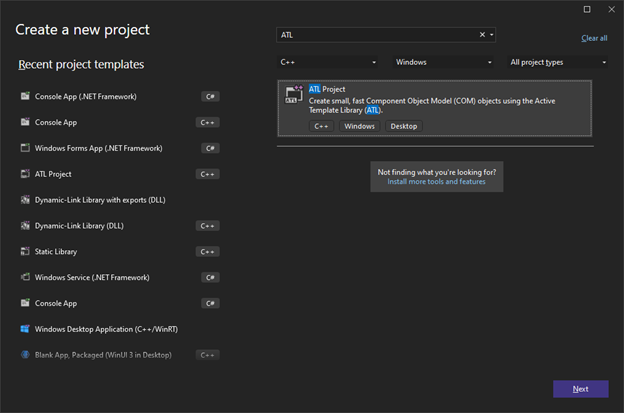 Create a new project
ATL
Clear all
C++
Windows
All project types
Recent project templates
Console App (.NET Framework)
C#
Console App
C++
Windows Forms App (.NET Framework)
C#
ATL Project
C++
Dynamic-Link Library with exports (DLL)
Dynamic-Link Library (DLL)
C++
Static Library
C++
Windows Service (.NET Framework)
C#
Console App
C#
Windows Desktop Application (C++/WinRT)
Blank App, Packaged (WinUI 3 in Desktop)
C++
ATL
ATL Project
Create small, fast Component Object Model (COM) objects using the Active
Template Library (ATL).
C++
Windows
Desktop
Not finding what you're looking for?
Install more tools and features
Next